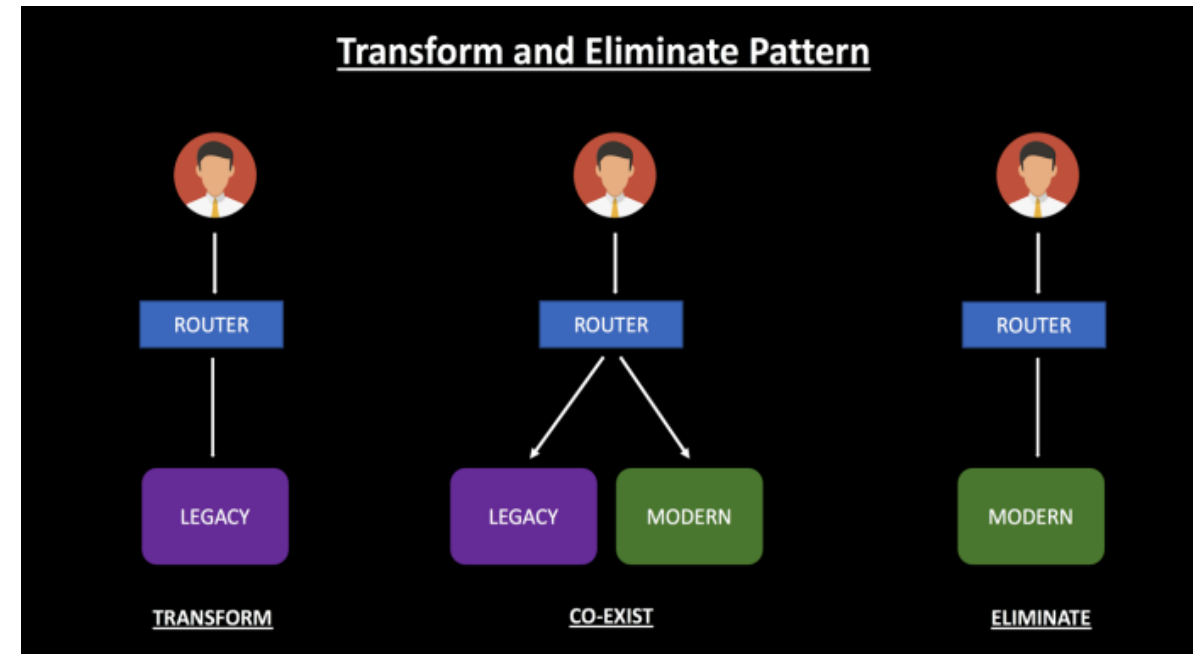 Transform and Eliminate Pattern
ROUTER
ROUTER
ROUTER
LEGACY
LEGACY
MODERN
MODERN
TRANSFORM
CO-EXIST
ELIMINATE